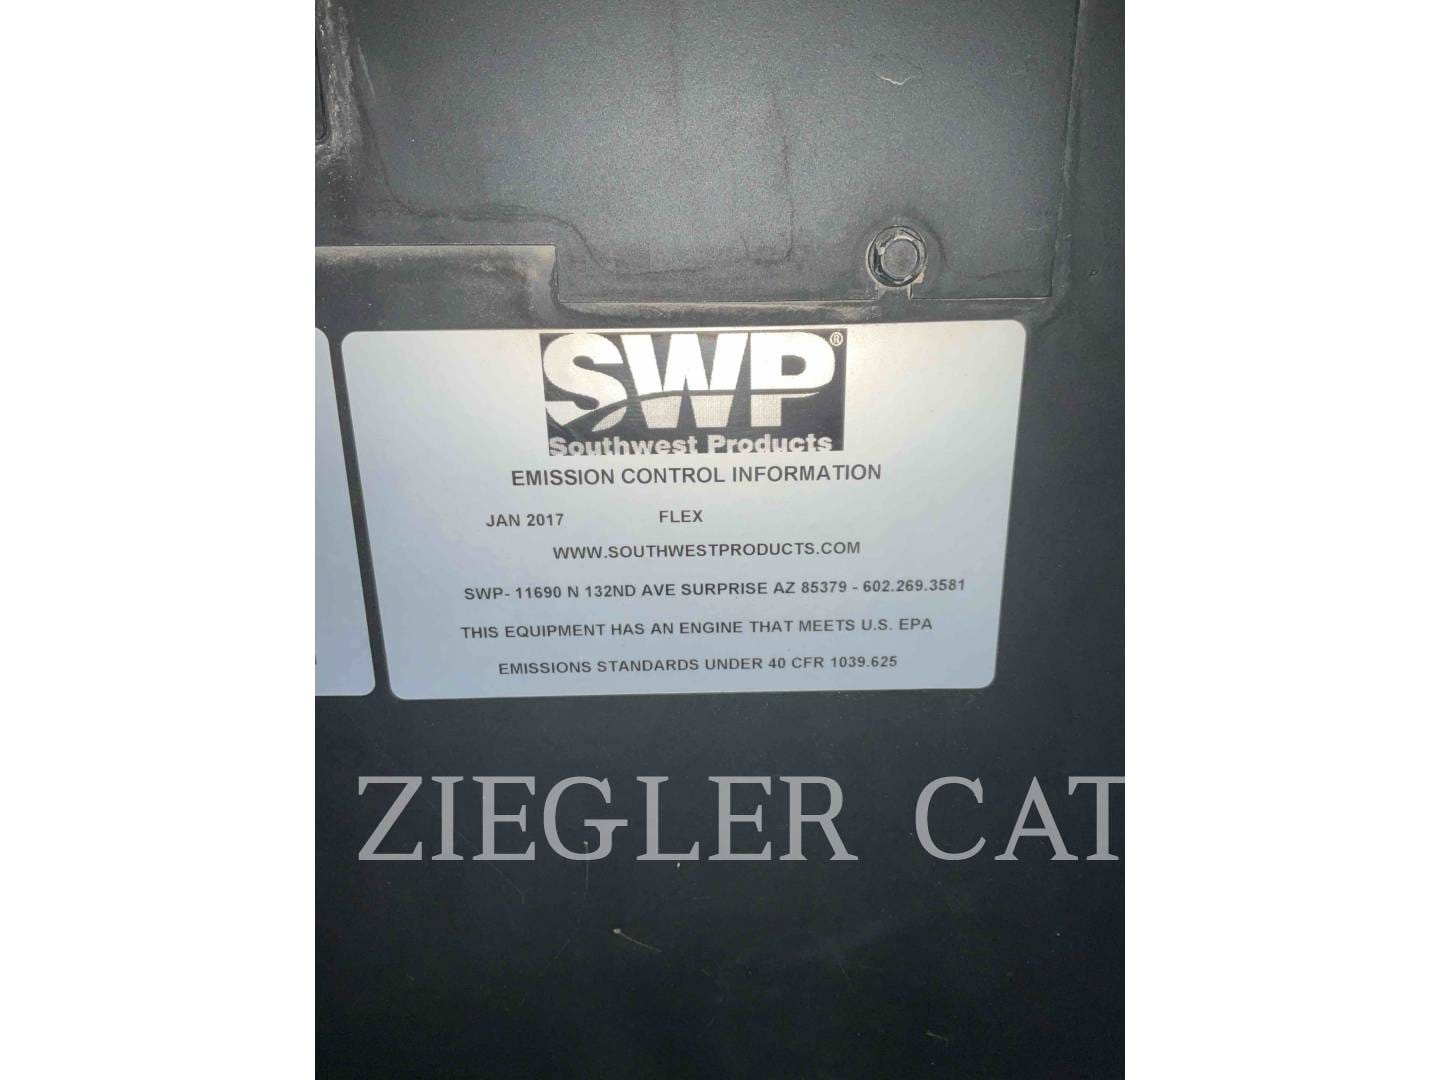 SWP®
Southwest Products
EMISSION CONTROL INFORMATION
JAN 2017 FLEX
WWW.SOUTHWESTPRODUCTS.COM
SWP- 11690 N 132ND AVE SURPRISE AZ 85379 - 602.269.3581
THIS EQUIPMENT HAS AN ENGINE THAT MEETS U.S. EPA
EMISSIONS STANDARDS UNDER 40 CFR 1039.625
ZIEGLER CAT